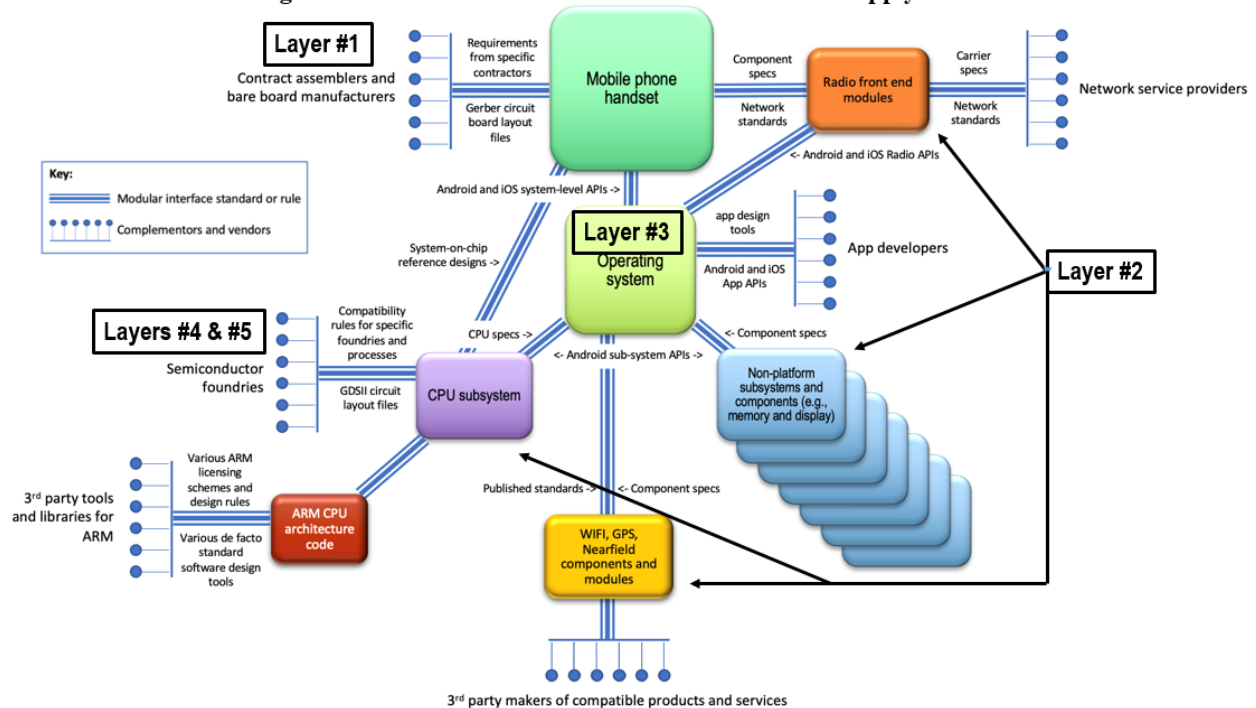 Layer #1
Contract assemblers and
bare board manufacturers
Requirements
from specific
contractors
Gerber circuit
board layout
files
Mobile phone
handset
Component
specs
Network
standards
Radio front end
modules
Carrier
specs
Network
standards
Network service providers
Key:
Modular interface standard or rule
Complementors and vendors
<- Android and iOS Radio APIs
Android and iOS system-level APIs ->
Layer #3
Operating
system
app design
tools
Android and iOS
App APIs
App developers
Layer #2
System-on-chip
reference designs ->
Layers #4 & #5
Semiconductor
foundries
Compatibility
rules for specific
foundries and
processes
GDSII circuit
layout files
CPU specs ->
<- Component specs
<- Android sub-system APIs ->
CPU subsystem
Non-platform
subsystems and
components (e.g.,
memory and display)
3rd party tools
and libraries for
ARM
Various ARM
licensing
schemes and
design rules
Various de facto
standard
software design
tools
ARM CPU
architecture
code
Published standards ->
<- Component specs
WIFI, GPS,
Nearfield
components and
modules
3rd party makers of compatible products and services